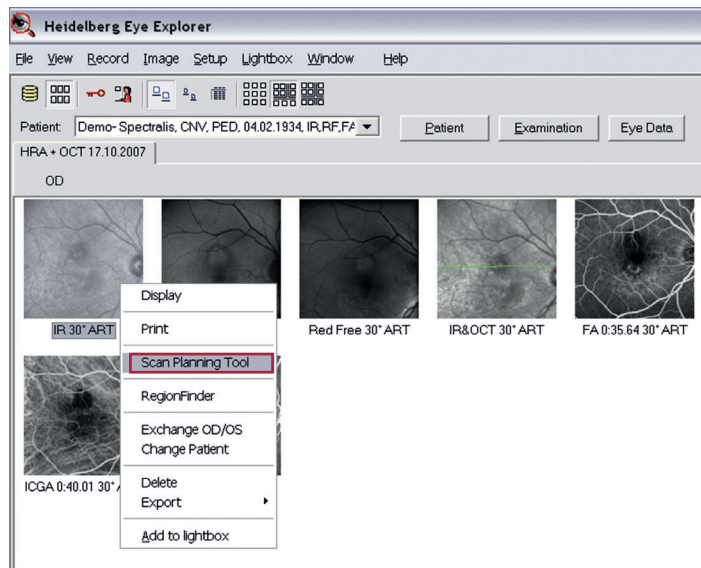 Heidelberg Eye Explorer
File View Record Image Setup Lightbox Window Help
Patient: Demo- Spectralis, CNV, PED, 04.02.1934, IR,RF,FA Patient Examination Eye Data
HRA + OCT 17.10.2007
OD
IR 30° ART
Red Free 30° ART
IR&OCT 30° ART
FA 0:35.64 30° ART
ICGA 0:40.01 30°
Display
Print
Scan Planning Tool
RegionFinder
Exchange OD/OS
Change Patient
Delete
Export
Add to lightbox